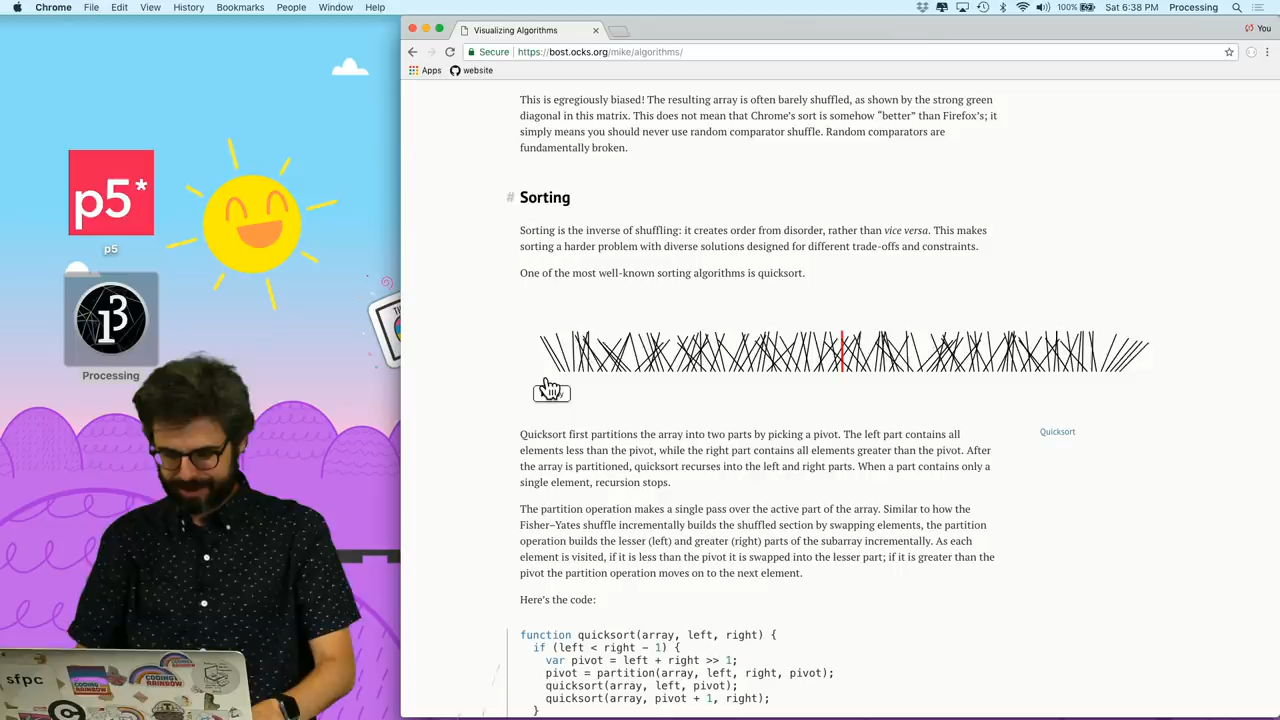 Chrome File Edit View History Bookmarks People Window Help 100% Sat 6:38 PM Processing
Visualizing Algorithms
You
Secure https://bost.ocks.org/mike/algorithms/
Apps website
This is egregiously biased! The resulting array is often barely shuffled, as shown by the strong green
diagonal in this matrix. This does not mean that Chrome’s sort is somehow “better” than Firefox’s; it
simply means you should never use random comparator shuffle. Random comparators are
fundamentally broken.
# Sorting
Sorting is the inverse of shuffling: it creates order from disorder, rather than vice versa. This makes
sorting a harder problem with diverse solutions designed for different trade-offs and constraints.
One of the most well-known sorting algorithms is quicksort.
Quicksort first partitions the array into two parts by picking a pivot. The left part contains all
elements less than the pivot, while the right part contains all elements greater than the pivot. After
the array is partitioned, quicksort recurses into the left and right parts. When a part contains only a
single element, recursion stops.
Quicksort
The partition operation makes a single pass over the active part of the array. Similar to how the
Fisher–Yates shuffle incrementally builds the shuffled section by swapping elements, the partition
operation builds the lesser (left) and greater (right) parts of the subarray incrementally. As each
element is visited, if it is less than the pivot it is swapped into the lesser part; if it is greater than the
pivot the partition operation moves on to the next element.
Here’s the code:
function quicksort(array, left, right) {
if (left < right - 1) {
var pivot = left + right >> 1;
pivot = partition(array, left, right, pivot);
quicksort(array, left, pivot);
quicksort(array, pivot + 1, right);
}
p5*
p5
Processing
sfpc
CODING
RAINBOW